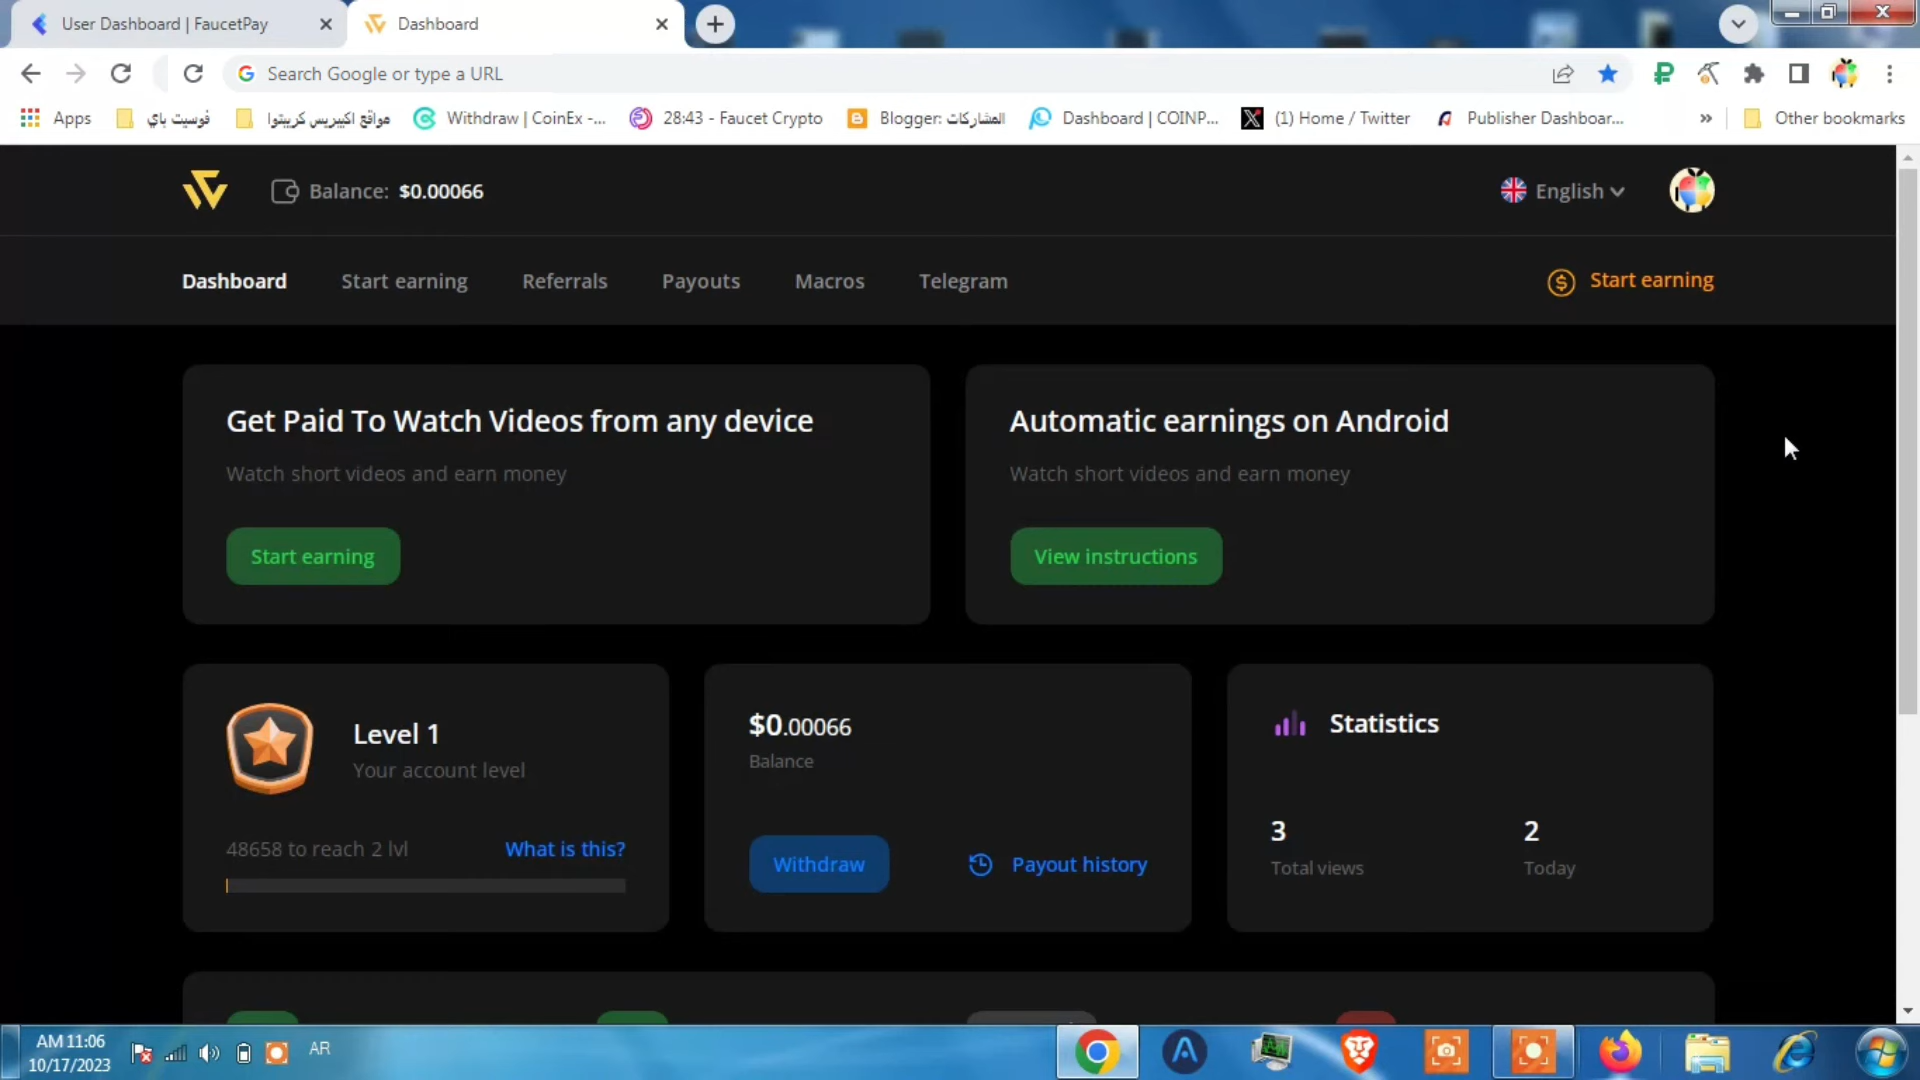 User Dashboard | FaucetPay
Dashboard
Search Google or type a URL
Apps
فوسيت باي
مواقع اكبيريس كريبتوا
Withdraw | CoinEx -...
28:43 - Faucet Crypto
Blogger: المشاركات
Dashboard | COINP...
(1) Home / Twitter
Publisher Dashboar...
»
Other bookmarks
Balance: $0.00066
English
Dashboard
Start earning
Referrals
Payouts
Macros
Telegram
Start earning
Get Paid To Watch Videos from any device
Watch short videos and earn money
Start earning
Automatic earnings on Android
Watch short videos and earn money
View instructions
Level 1
Your account level
48658 to reach 2 lvl
What is this?
$0.00066
Balance
Withdraw
Payout history
Statistics
3
Total views
2
Today
AM 11:06
10/17/2023
AR